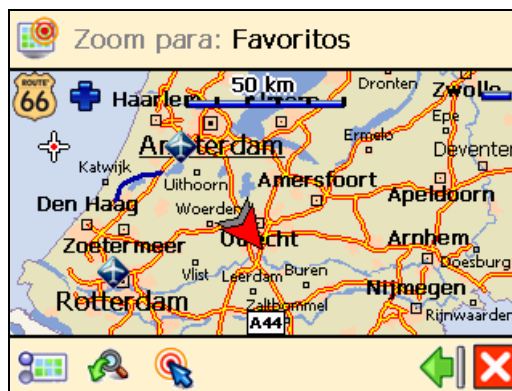 Zoom para: Favoritos
ROUTE 66
50 km
Dronten
Zwolle
Haarlem
Epe
Amsterdam
Ermelo
Deventer
Katwijk
Uithoorn
Amersfoort
Apeldoorn
Den Haag
Woerden
Utrecht
Arnhem
Zoetermeer
Doesburg
Vlist
Leerdam
Buren
Nijmegen
Rotterdam
Zaltbommel
Rijnwaarden
A44